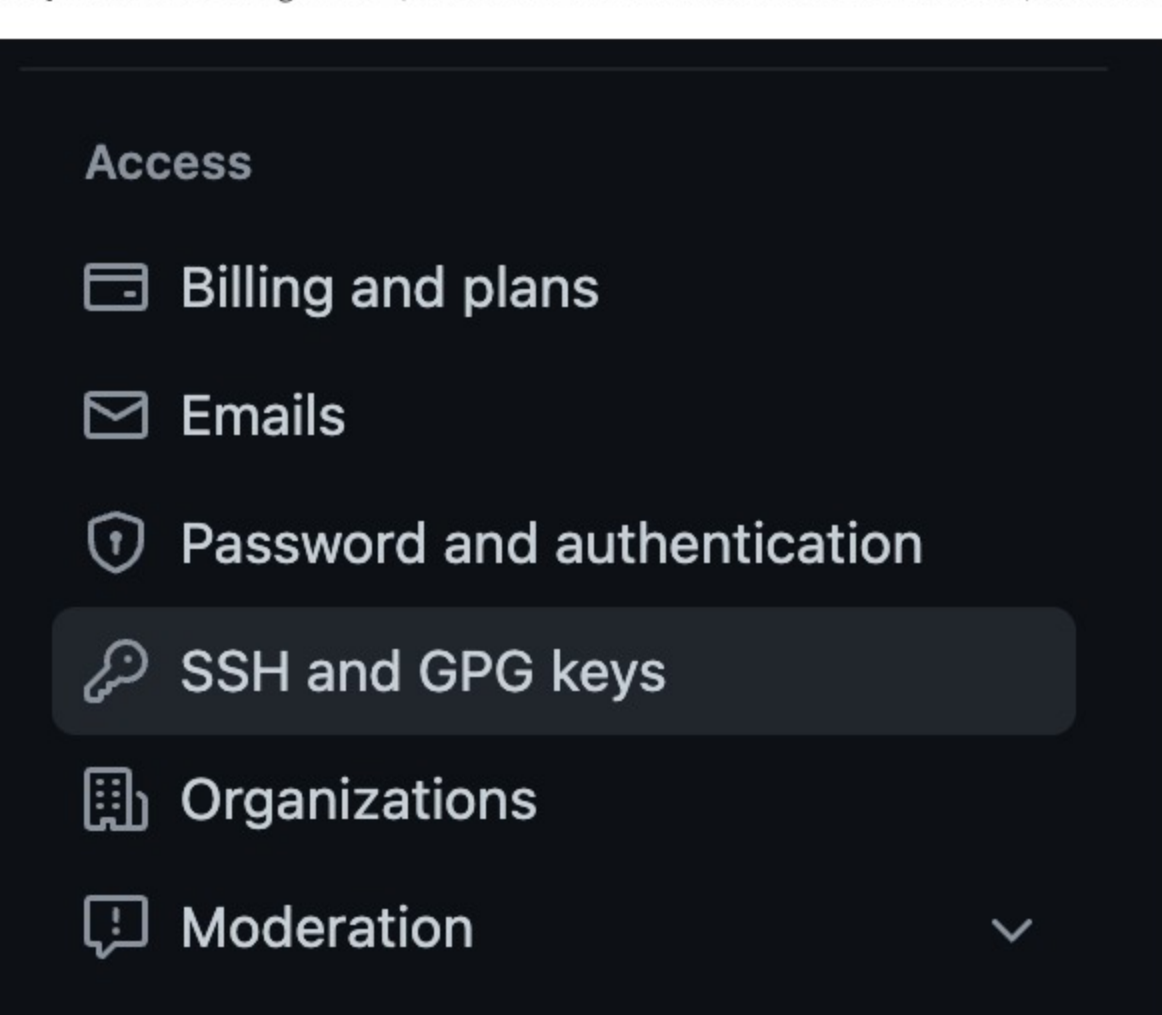 Access
Billing and plans
Emails
Password and authentication
SSH and GPG keys
Organizations
Moderation